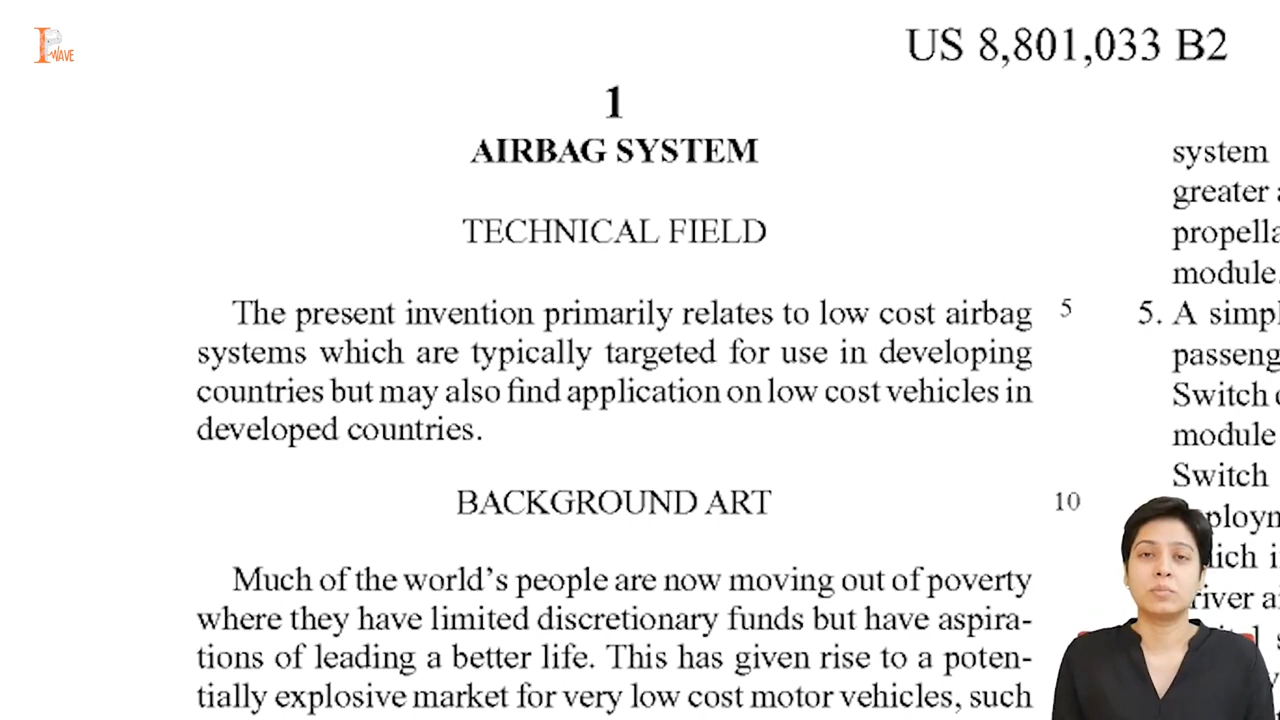 IP WAVE
US 8,801,033 B2
1
AIRBAG SYSTEM
TECHNICAL FIELD
The present invention primarily relates to low cost airbag
systems which are typically targeted for use in developing
countries but may also find application on low cost vehicles in
developed countries.
BACKGROUND ART
Much of the world's people are now moving out of poverty
where they have limited discretionary funds but have aspira-
tions of leading a better life. This has given rise to a poten-
tially explosive market for very low cost motor vehicles, such
5
10
system
greater
module.
5. A
Switch
module
Switch